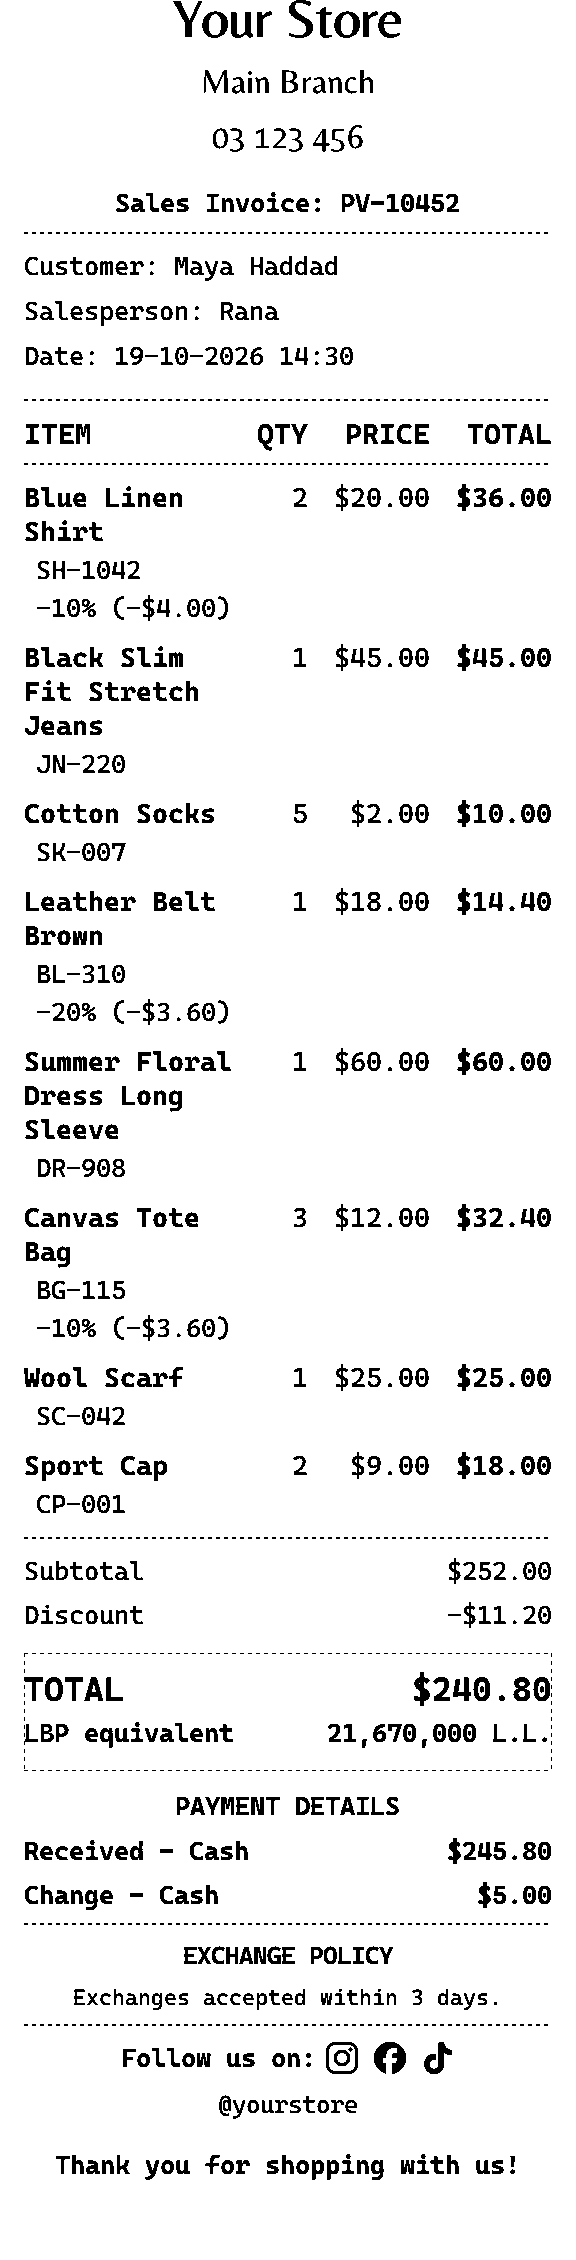 Your Store
Main Branch
03 123 456
Sales Invoice: PV-10452
Customer: Maya Haddad
Salesperson: Rana
Date: 19-10-2026 14:30
ITEM QTY PRICE TOTAL
Blue Linen 2 $20.00 $36.00
Shirt
SH-1042
-10% (-$4.00)
Black Slim 1 $45.00 $45.00
Fit Stretch
Jeans
JN-220
Cotton Socks 5 $2.00 $10.00
SK-007
Leather Belt 1 $18.00 $14.40
Brown
BL-310
-20% (-$3.60)
Summer Floral 1 $60.00 $60.00
Dress Long
Sleeve
DR-908
Canvas Tote 3 $12.00 $32.40
Bag
BG-115
-10% (-$3.60)
Wool Scarf 1 $25.00 $25.00
SC-042
Sport Cap 2 $9.00 $18.00
CP-001
Subtotal $252.00
Discount -$11.20
TOTAL $240.80
LBP equivalent 21,670,000 L.L.
PAYMENT DETAILS
Received - Cash $245.80
Change - Cash $5.00
EXCHANGE POLICY
Exchanges accepted within 3 days.
Follow us on:
@yourstore
Thank you for shopping with us!